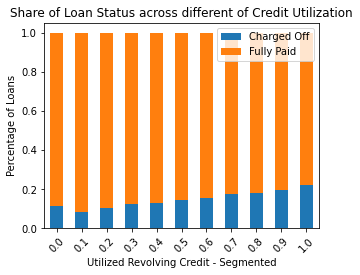 Share of Loan Status across different of Credit Utilization
Charged Off
Fully Paid
Percentage of Loans
1.0
0.8
0.6
0.4
0.2
0.0
0.0 0.1 0.2 0.3 0.4 0.5 0.6 0.7 0.8 0.9 1.0
Utilized Revolving Credit - Segmented